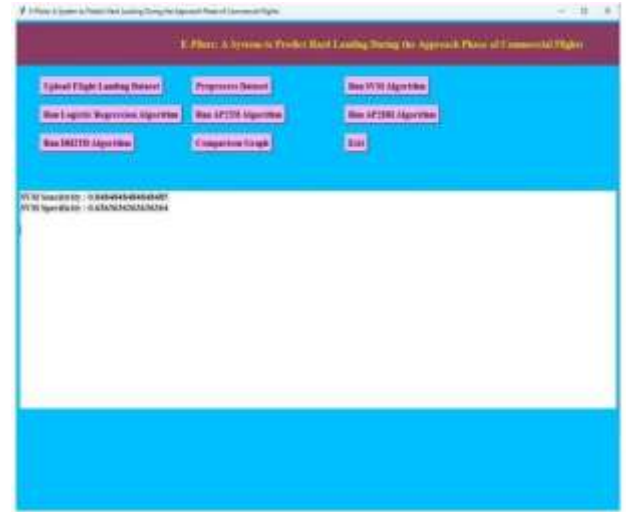 E-Pilots: A System to Predict Hard Landing During the Approach Phase of Commercial Flights
E-Pilots: A System to Predict Hard Landing During the Approach Phase of Commercial Flights
Upload Flight Landing Dataset Preprocess Dataset Run SVM Algorithm
Run Logistic Regression Algorithm Run AP2TD Algorithm Run AP2DH Algorithm
Run DH2TD Algorithm Comparison Graph Exit
SVM Sensitivity :
SVM Specificity :